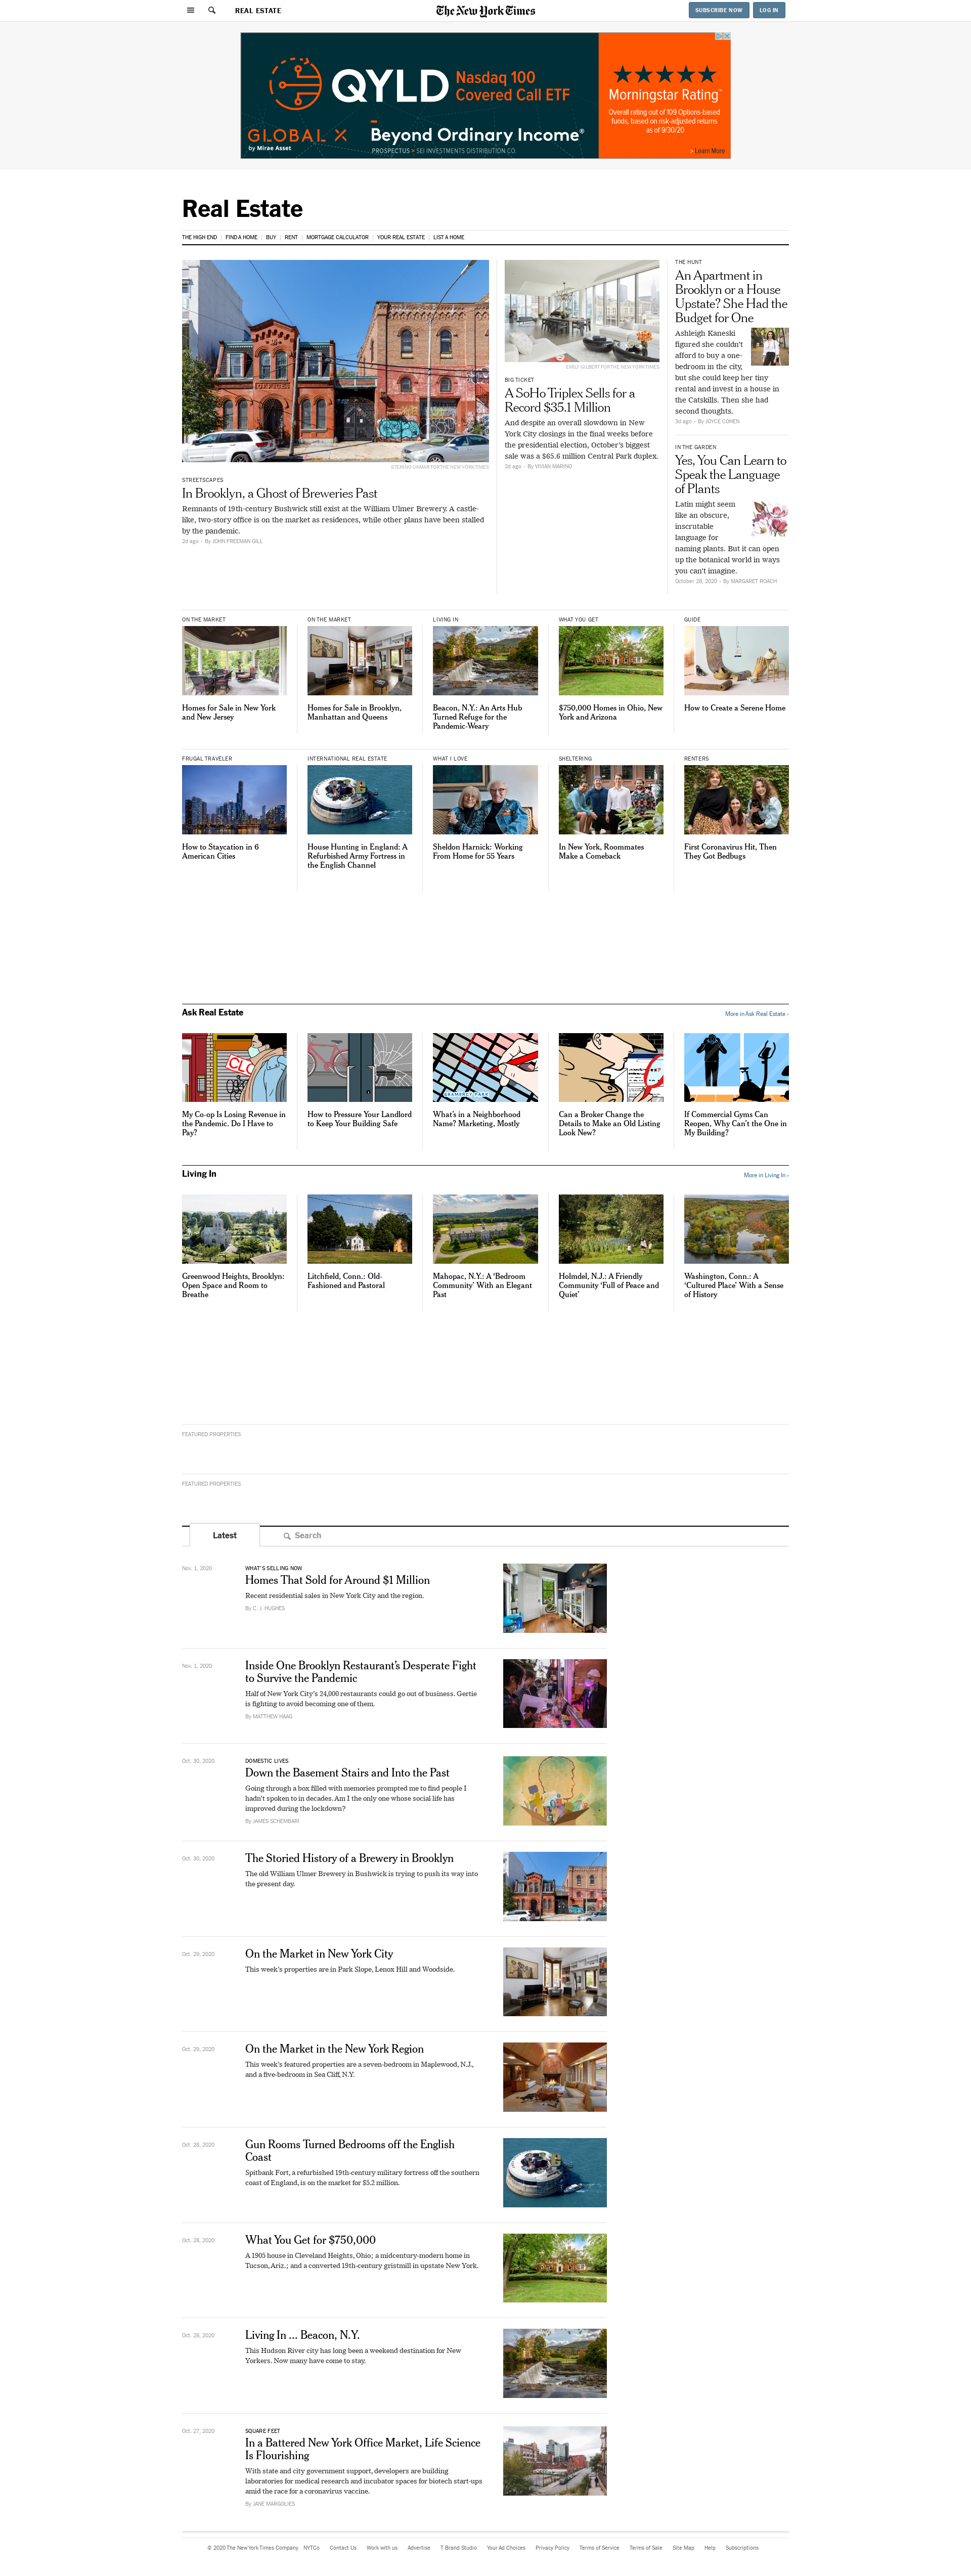 REAL ESTATE
The New York Times
SUBSCRIBE NOW
LOG IN
QYLD
Nasdaq 100
Covered Call ETF
GLOBAL X
by Mirae Asset
Beyond Ordinary Income®
PROSPECTUS > SEI INVESTMENTS DISTRIBUTION CO.
Morningstar Rating™
Overall rating out of 109 Options-based
funds, based on risk-adjusted returns
as of 9/30/20
> Learn More
Real Estate
THE HIGH END
FIND A HOME
BUY
RENT
MORTGAGE CALCULATOR
YOUR REAL ESTATE
LIST A HOME
STREETSCAPES
In Brooklyn, a Ghost of Breweries Past
Remnants of 19th-century Bushwick still exist at the William Ulmer Brewery. A castle-
like, two-story office is on the market as residences, while other plans have been stalled
by the pandemic.
2d ago - By JOHN FREEMAN GILL
EMILY GILBERT FOR THE NEW YORK TIMES
BIG TICKET
A SoHo Triplex Sells for a
Record $35.1 Million
And despite an overall slowdown in New
York City closings in the final weeks before
the presidential election, October's biggest
sale was a $65.6 million Central Park duplex.
2d ago - By VIVIAN MARINO
THE HUNT
An Apartment in
Brooklyn or a House
Upstate? She Had the
Budget for One
Ashleigh Kaneski
figured she couldn't
afford to buy a one-
bedroom in the city,
but she could keep her tiny
rental and invest in a house in
the Catskills. Then she had
second thoughts.
3d ago - By JOYCE COHEN
IN THE GARDEN
Yes, You Can Learn to
Speak the Language
of Plants
Latin might seem
like an obscure,
inscrutable
language for
naming plants. But it can open
up the botanical world in ways
you can't imagine.
October 28, 2020 - By MARGARET ROACH
ON THE MARKET
Homes for Sale in New York
and New Jersey
ON THE MARKET
Homes for Sale in Brooklyn,
Manhattan and Queens
LIVING IN
Beacon, N.Y.: An Arts Hub
Turned Refuge for the
Pandemic-Weary
WHAT YOU GET
$750,000 Homes in Ohio, New
York and Arizona
GUIDE
How to Create a Serene Home
FRUGAL TRAVELER
How to Staycation in 6
American Cities
INTERNATIONAL REAL ESTATE
House Hunting in England: A
Refurbished Army Fortress in
the English Channel
WHAT I LOVE
Sheldon Harnick: Working
From Home for 55 Years
SHELTERING
In New York, Roommates
Make a Comeback
RENTERS
First Coronavirus Hit, Then
They Got Bedbugs
Ask Real Estate
More in Ask Real Estate »
My Co-op Is Losing Revenue in
the Pandemic. Do I Have to
Pay?
How to Pressure Your Landlord
to Keep Your Building Safe
GRAMERCY PARK
What's in a Neighborhood
Name? Marketing, Mostly
Can a Broker Change the
Details to Make an Old Listing
Look New?
If Commercial Gyms Can
Reopen, Why Can't the One in
My Building?
Living In
More in Living In »
Greenwood Heights, Brooklyn:
Open Space and Room to
Breathe
Litchfield, Conn.: Old-
Fashioned and Pastoral
Mahopac, N.Y.: A 'Bedroom
Community' With an Elegant
Past
Holmdel, N.J.: A Friendly
Community 'Full of Peace and
Quiet'
Washington, Conn.: A
'Cultured Place' With a Sense
of History
FEATURED PROPERTIES
FEATURED PROPERTIES
Latest
Search
Nov. 1, 2020
WHAT'S SELLING NOW
Homes That Sold for Around $1 Million
Recent residential sales in New York City and the region.
By C. J. HUGHES
Nov. 1, 2020
Inside One Brooklyn Restaurant's Desperate Fight
to Survive the Pandemic
Half of New York City's 24,000 restaurants could go out of business. Gertie
is fighting to avoid becoming one of them.
By MATTHEW HAAG
Oct. 30, 2020
DOMESTIC LIVES
Down the Basement Stairs and Into the Past
Going through a box filled with memories prompted me to find people I
hadn't spoken to in decades. Am I the only one whose social life has
improved during the lockdown?
By JAMES SCHEMBARI
Oct. 30, 2020
The Storied History of a Brewery in Brooklyn
The old William Ulmer Brewery in Bushwick is trying to push its way into
the present day.
Oct. 29, 2020
On the Market in New York City
This week's properties are in Park Slope, Lenox Hill and Woodside.
Oct. 29, 2020
On the Market in the New York Region
This week's featured properties are a seven-bedroom in Maplewood, N.J.,
and a five-bedroom in Sea Cliff, N.Y.
Oct. 28, 2020
Gun Rooms Turned Bedrooms off the English
Coast
Spitbank Fort, a refurbished 19th-century military fortress off the southern
coast of England, is on the market for $5.2 million.
Oct. 28, 2020
What You Get for $750,000
A 1905 house in Cleveland Heights, Ohio; a midcentury-modern home in
Tucson, Ariz.; and a converted 19th-century gristmill in upstate New York.
Oct. 28, 2020
Living In ... Beacon, N.Y.
This Hudson River city has long been a weekend destination for New
Yorkers. Now many have come to stay.
Oct. 27, 2020
SQUARE FEET
In a Battered New York Office Market, Life Science
Is Flourishing
With state and city government support, developers are building
laboratories for medical research and incubator spaces for biotech start-ups
amid the race for a coronavirus vaccine.
By JANE MARGOLIES
© 2020 The New York Times Company
NYTCo
Contact Us
Work with us
Advertise
T Brand Studio
Your Ad Choices
Privacy Policy
Terms of Service
Terms of Sale
Site Map
Help
Subscriptions